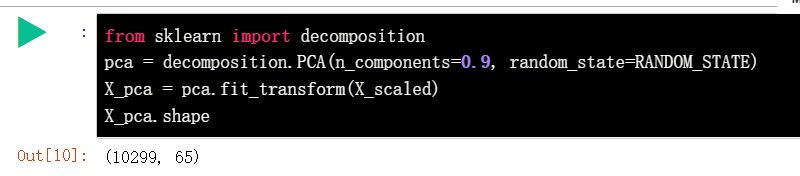 :
from sklearn import decomposition
pca = decomposition.PCA(n_components=0.9, random_state=RANDOM_STATE)
X_pca = pca.fit_transform(X_scaled)
X_pca.shape
Out[10]: (10299, 65)